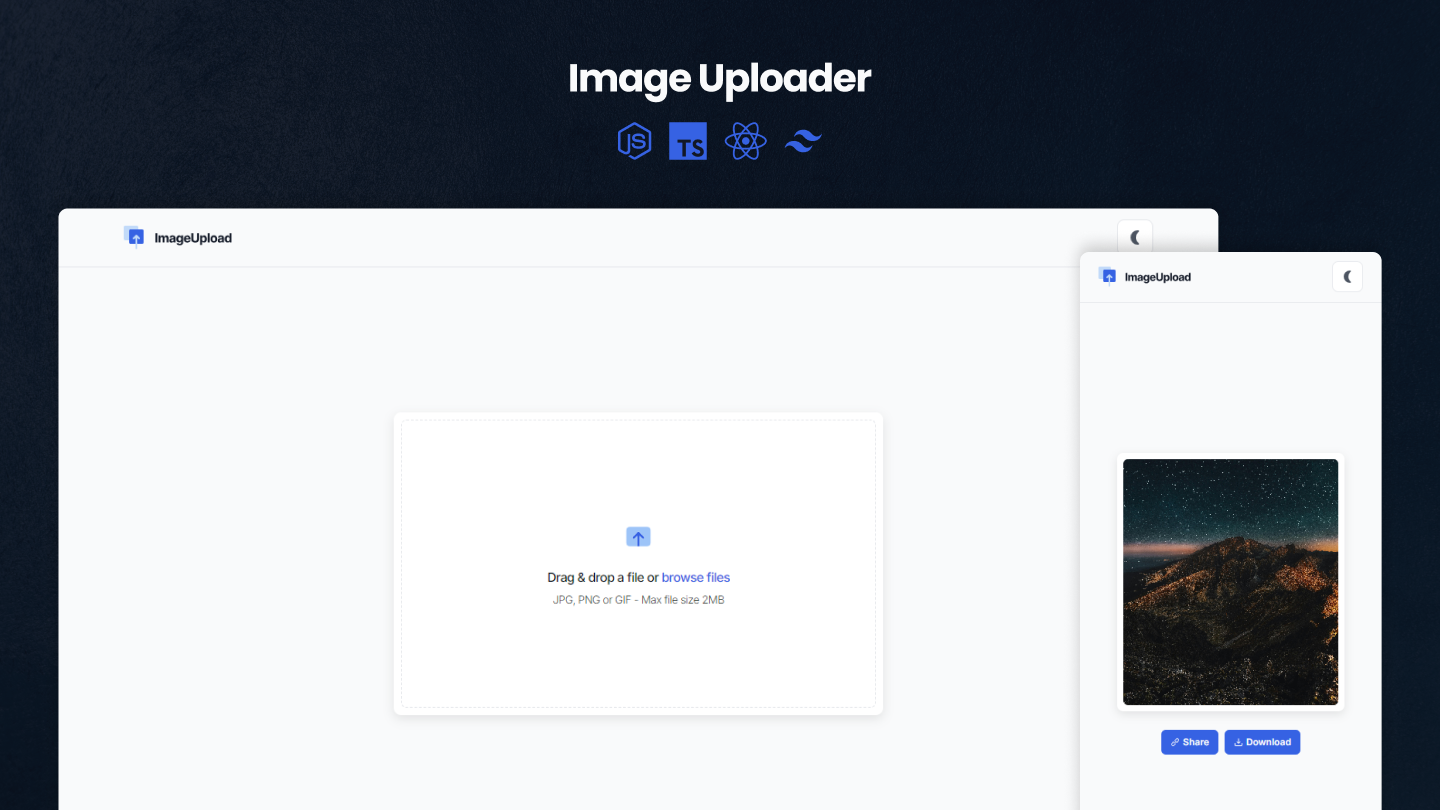 Image Uploader
JS TS
ImageUpload
Drag & drop a file or browse files
JPG, PNG or GIF - Max file size 2MB
ImageUpload
Share Download